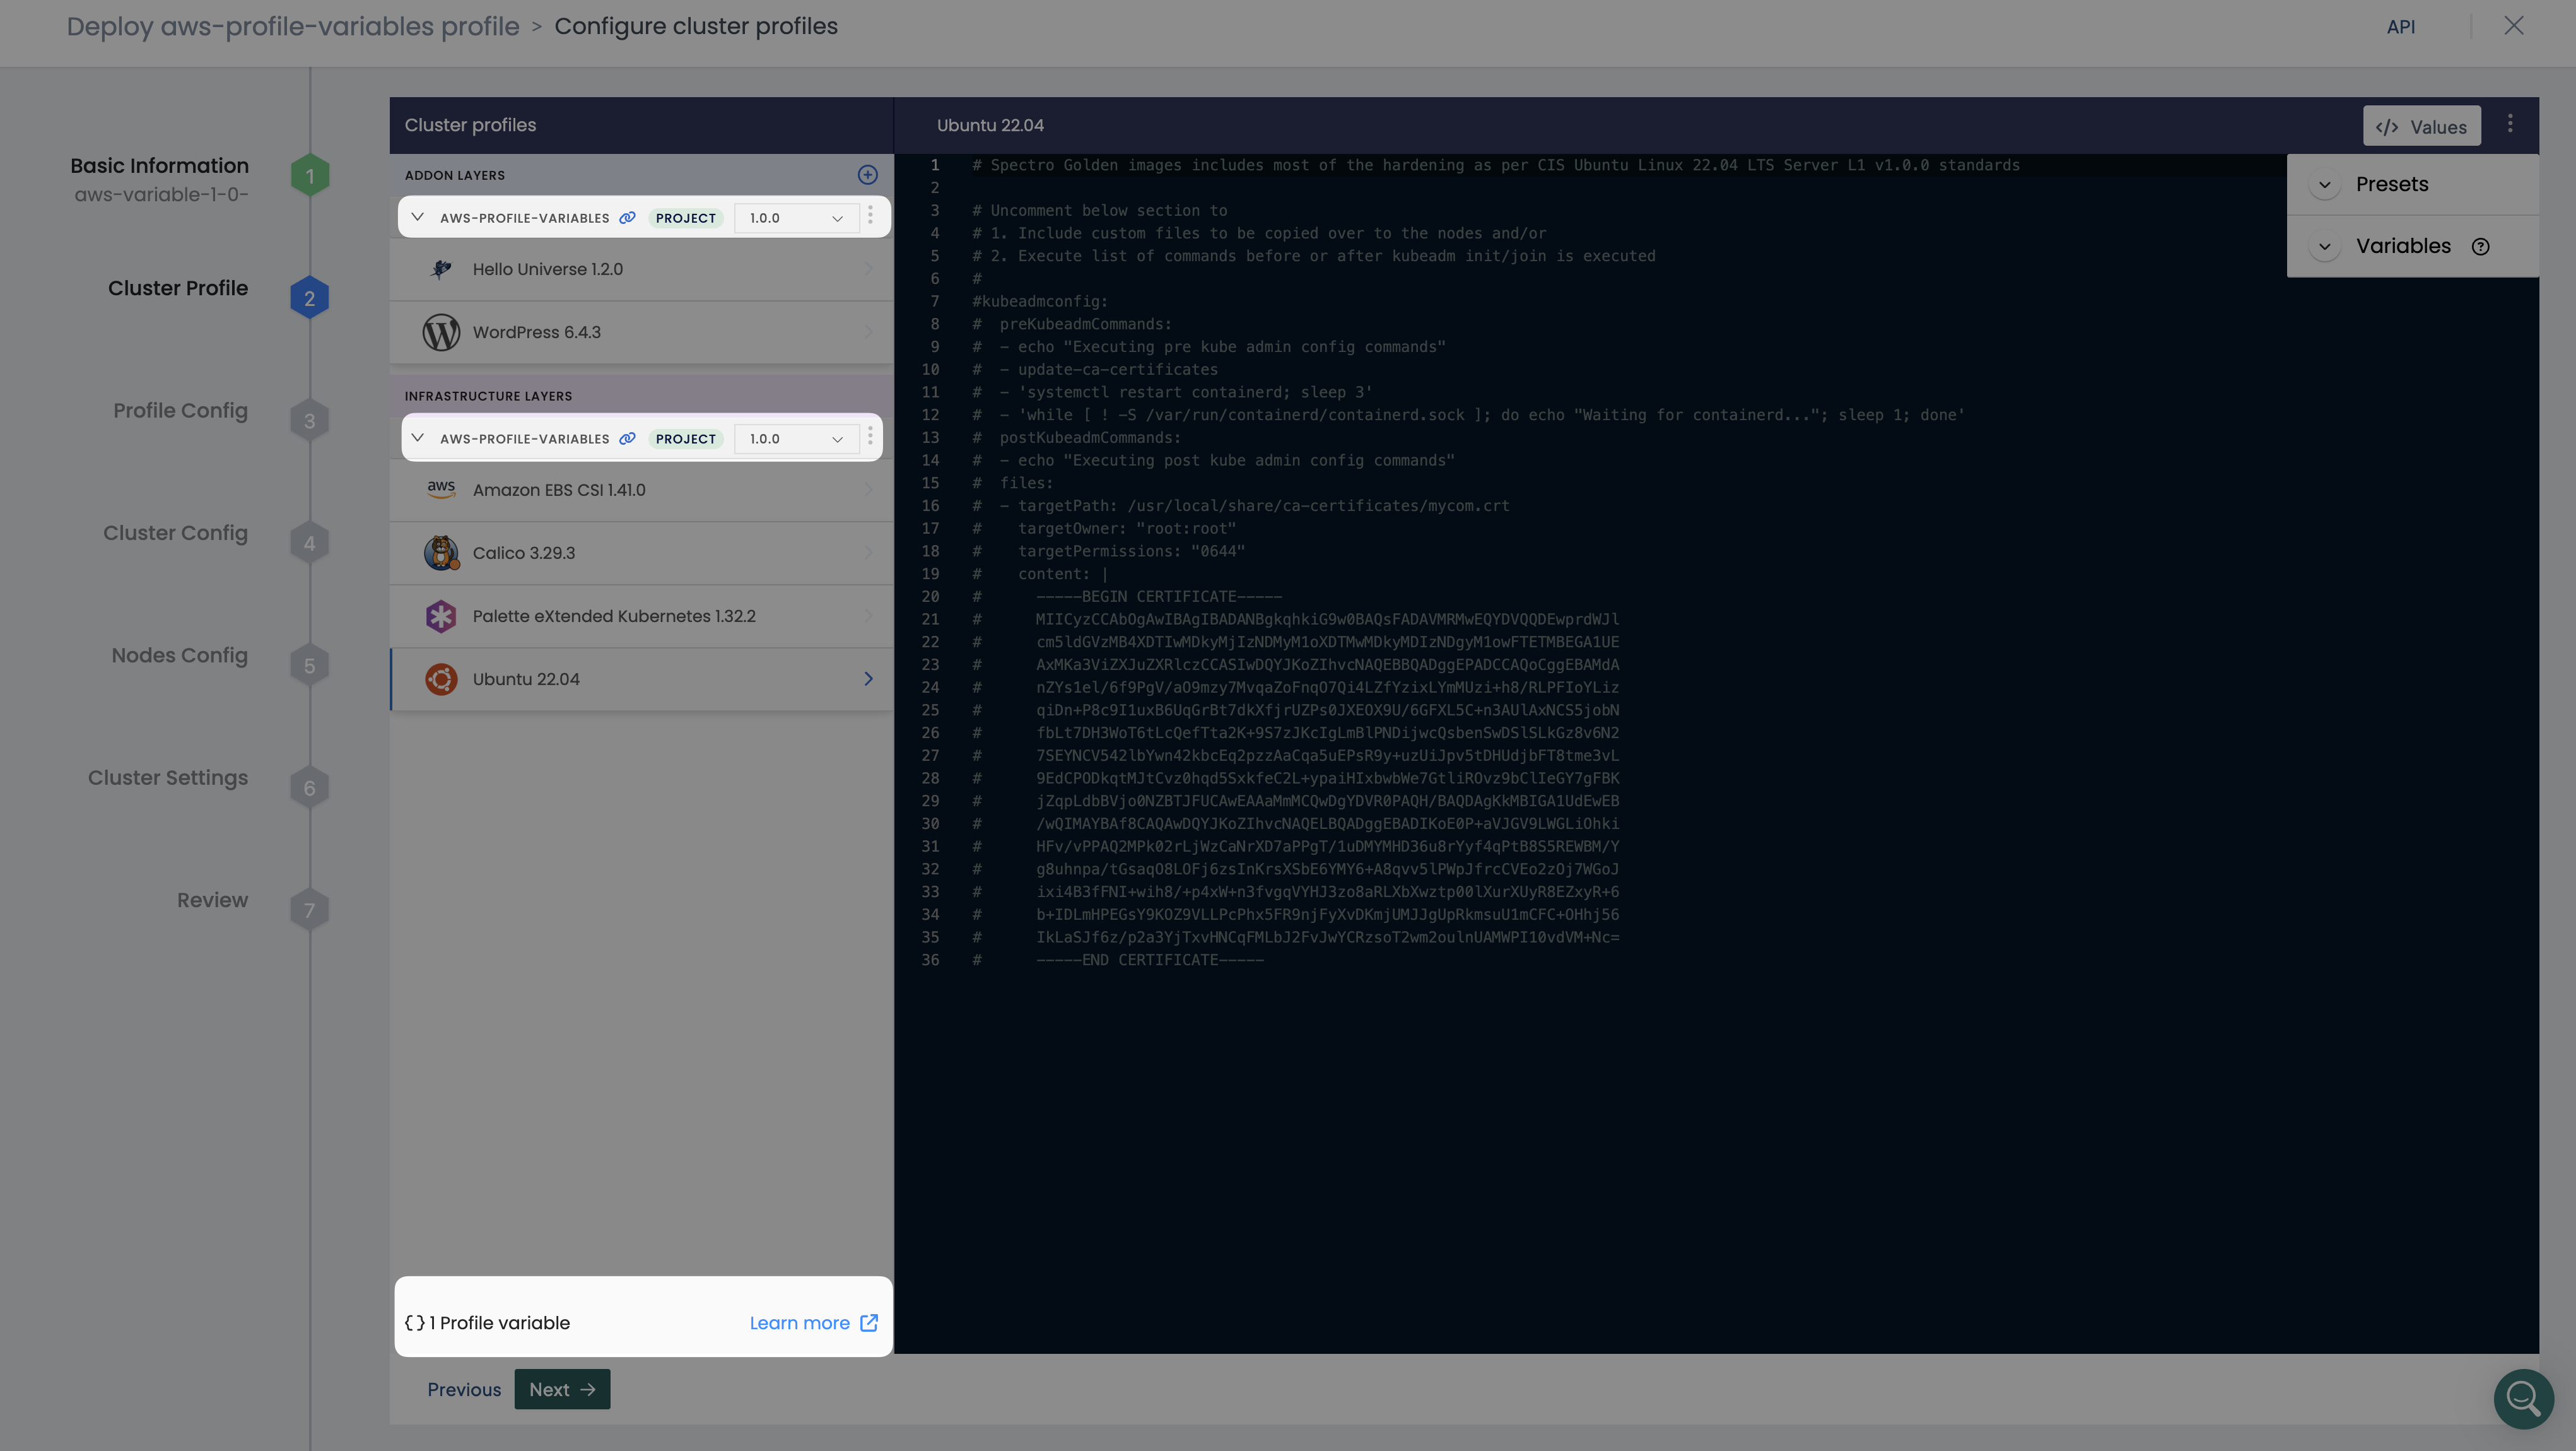 Deploy aws-profile-variables profile > Configure cluster profiles
API
Basic Information
aws-variable-1-0-
1
Cluster Profile
2
Profile Config
3
Cluster Config
4
Nodes Config
5
Cluster Settings
6
Review
7
Cluster profiles
ADDON LAYERS
AWS-PROFILE-VARIABLES PROJECT 1.0.0
Hello Universe 1.2.0
WordPress 6.4.3
INFRASTRUCTURE LAYERS
AWS-PROFILE-VARIABLES PROJECT 1.0.0
aws Amazon EBS CSI 1.41.0
Calico 3.29.3
Palette eXtended Kubernetes 1.32.2
Ubuntu 22.04
{} 1 Profile variable Learn more
Previous Next →
Ubuntu 22.04
</> Values
Presets
Variables ?
1 # Spectro Golden images includes most of the hardening as per CIS Ubuntu Linux 22.04 LTS Server L1 v1.0.0 standards
2
3 # Uncomment below section to
4 # 1. Include custom files to be copied over to the nodes and/or
5 # 2. Execute list of commands before or after kubeadm init/join is executed
6 #
7 #kubeadmconfig:
8 #  preKubeadmCommands:
9 #  - echo "Executing pre kube admin config commands"
10 #  - update-ca-certificates
11 #  - 'systemctl restart containerd; sleep 3'
12 #  - 'while [ ! -S /var/run/containerd/containerd.sock ]; do echo "Waiting for containerd..."; sleep 1; done'
13 #  postKubeadmCommands:
14 #  - echo "Executing post kube admin config commands"
15 #  files:
16 #  - targetPath: /usr/local/share/ca-certificates/mycom.crt
17 #    targetOwner: "root:root"
18 #    targetPermissions: "0644"
19 #    content: |
20 #      -----BEGIN CERTIFICATE-----
21 #      MIICyzCCAbOgAwIBAgIBADANBgkqhkiG9w0BAQsFADAVMRMwEQYDVQQDEwprdWJl
22 #      cm5ldGVzMB4XDTIwMDkyMjIzNDMyM1oXDTMwMDkyMDIzNDgyM1owFTETMBEGA1UE
23 #      AxMKa3ViZXJuZXRlczCCASIwDQYJKoZIhvcNAQEBBQADggEPADCCAQoCggEBAMdA
24 #      nZYs1el/6f9PgV/aO9mzy7MvqaZoFnqO7Qi4LZfYzixLYmMUzi+h8/RLPFIoYLiz
25 #      qiDn+P8c9I1uxB6UqGrBt7dkXfjrUZPs0JXEOX9U/6GFXL5C+n3AUlAxNCS5jobN
26 #      fbLt7DH3WoT6tLcQefTta2K+9S7zJKcIgLmBlPNDijwcQsbenSwDSlSLkGz8v6N2
27 #      7SEYNCV542lbYwn42kbcEq2pzzAaCqa5uEPsR9y+uzUiJpv5tDHUdjbFT8tme3vL
28 #      9EdCPODkqtMJtCvz0hqd5SxkfeC2L+ypaiHIxbwbWe7GtliROvz9bClIeGY7gFBK
29 #      jZqpLdbBVjo0NZBTJFUCAwEAAaMmMCQwDgYDVR0PAQH/BAQDAgKkMBIGA1UdEwEB
30 #      /wQIMAYBAf8CAQAwDQYJKoZIhvcNAQELBQADggEBADIKoE0P+aVJGV9LWGLiOhki
31 #      HFv/vPPAQ2MPk02rLjWzCaNrXD7aPPgT/1uDMYMHD36u8rYyf4qPtB8S5REWBM/Y
32 #      g8uhnpa/tGsaqO8LOFj6zsInKrsXSbE6YMY6+A8qvv5lPWpJfrcCVEo2zOj7WGoJ
33 #      ixi4B3fFNI+wih8/+p4xW+n3fvgqVYHJ3zo8aRLXbXwztp00lXurXUyR8EZxyR+6
34 #      b+IDLmHPEGsY9KOZ9VLLPcPhx5FR9njFyXvDKmjUMJJgUpRkmsuU1mCFC+OHhj56
35 #      IkLaSJf6z/p2a3YjTxvHNCqFMLbJ2FvJwYCRzsoT2wm2oulnUAMWPI10vdVM+Nc=
36 #      -----END CERTIFICATE-----